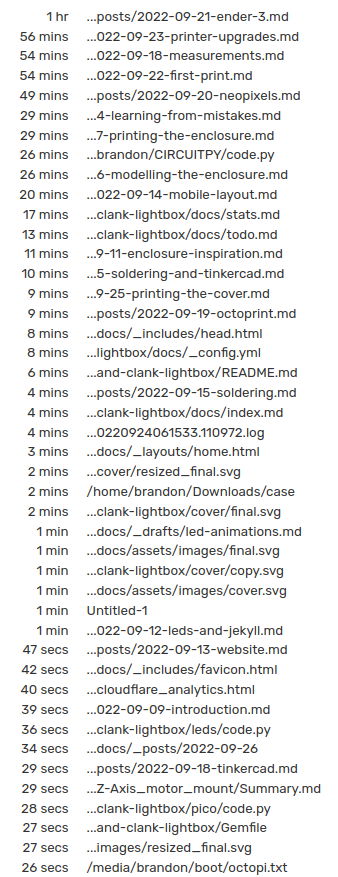 1 hr ...posts/2022-09-21-ender-3.md
56 mins ...022-09-23-printer-upgrades.md
54 mins ...022-09-18-measurements.md
54 mins ...022-09-22-first-print.md
49 mins ...posts/2022-09-20-neopixels.md
29 mins ...4-learning-from-mistakes.md
29 mins ...7-printing-the-enclosure.md
26 mins ...brandon/CIRCUITPY/code.py
26 mins ...6-modelling-the-enclosure.md
20 mins ...022-09-14-mobile-layout.md
17 mins ...clank-lightbox/docs/stats.md
13 mins ...clank-lightbox/docs/todo.md
11 mins ...9-11-enclosure-inspiration.md
10 mins ...5-soldering-and-tinkercad.md
9 mins ...9-25-printing-the-cover.md
9 mins ...posts/2022-09-19-octoprint.md
8 mins ...docs/_includes/head.html
8 mins ...lightbox/docs/_config.yml
6 mins ...and-clank-lightbox/README.md
4 mins ...posts/2022-09-15-soldering.md
4 mins ...clank-lightbox/docs/index.md
4 mins ...0220924061533.110972.log
3 mins ...docs/_layouts/home.html
2 mins ...cover/resized_final.svg
2 mins /home/brandon/Downloads/case
2 mins ...clank-lightbox/cover/final.svg
1 min ...docs/_drafts/led-animations.md
1 min ...docs/assets/images/final.svg
1 min ...clank-lightbox/cover/copy.svg
1 min ...docs/assets/images/cover.svg
1 min Untitled-1
1 min ...022-09-12-leds-and-jekyll.md
47 secs ...posts/2022-09-13-website.md
42 secs ...docs/_includes/favicon.html
40 secs ...cloudflare_analytics.html
39 secs ...022-09-09-introduction.md
36 secs ...clank-lightbox/leds/code.py
34 secs ...docs/_posts/2022-09-26
29 secs ...posts/2022-09-18-tinkercad.md
29 secs ...Z-Axis_motor_mount/Summary.md
28 secs ...clank-lightbox/pico/code.py
27 secs ...and-clank-lightbox/Gemfile
27 secs ...images/resized_final.svg
26 secs /media/brandon/boot/octopi.txt